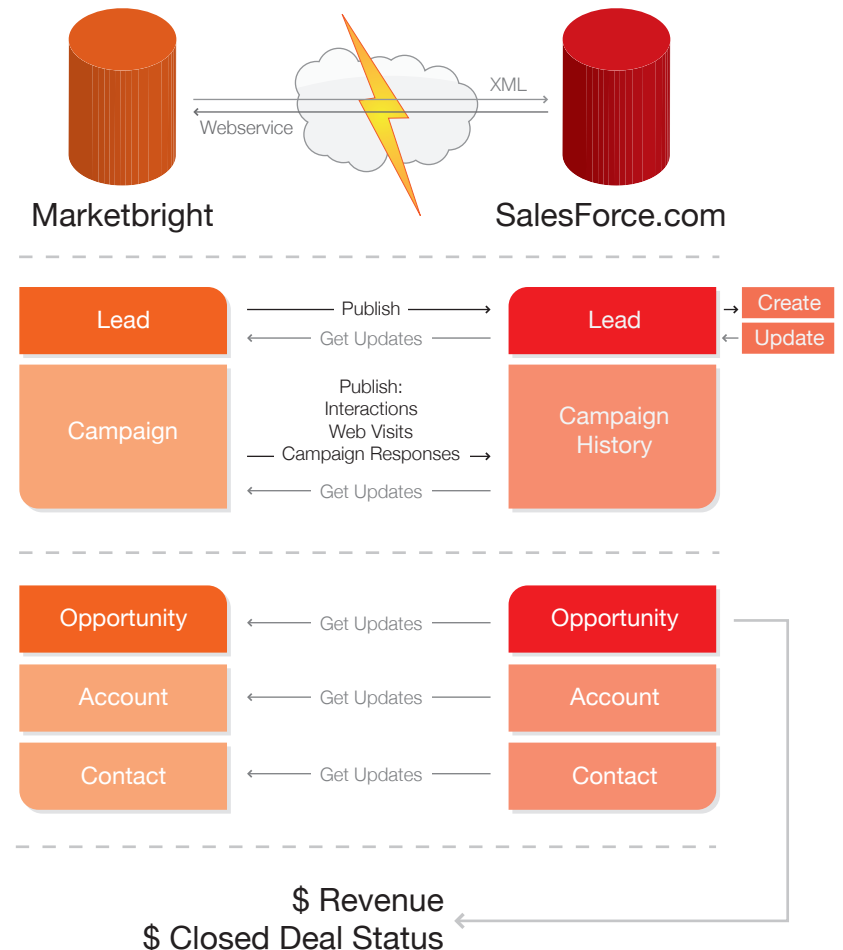 XML
Webservice
Marketbright
SalesForce.com
Lead
Publish
Get Updates
Lead
Create
Update
Campaign
Publish:
Interactions
Web Visits
Campaign Responses
Get Updates
Campaign
History
Opportunity
Get Updates
Opportunity
Account
Get Updates
Account
Contact
Get Updates
Contact
$ Revenue
$ Closed Deal Status